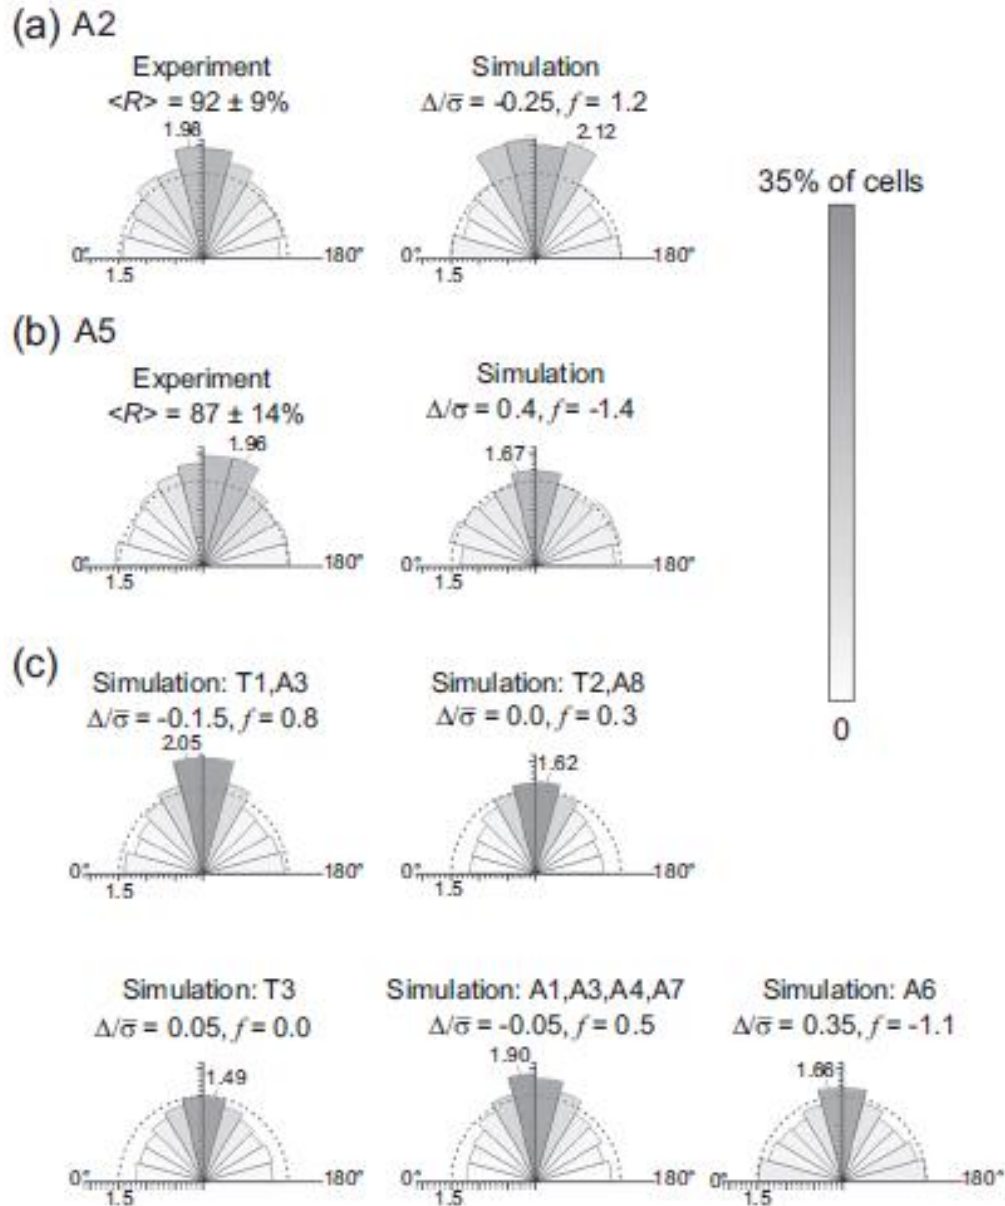 (a) A2
Experiment
<R> = 92 ± 9%
1.98
0°
180°
1.5
Simulation
Δ/σ̅ = -0.25, f = 1.2
2.12
0°
180°
1.5
35% of cells
0
(b) A5
Experiment
<R> = 87 ± 14%
1.96
0°
180°
1.5
Simulation
Δ/σ̅ = 0.4, f = -1.4
1.67
0°
180°
1.5
(c)
Simulation: T1,A3
Δ/σ̅ = -0.1.5, f = 0.8
2.05
0°
180°
1.5
Simulation: T2,A8
Δ/σ̅ = 0.0, f = 0.3
1.62
0°
180°
1.5
Simulation: T3
Δ/σ̅ = 0.05, f = 0.0
1.49
0°
180°
1.5
Simulation: A1,A3,A4,A7
Δ/σ̅ = -0.05, f = 0.5
1.90
0°
180°
1.5
Simulation: A6
Δ/σ̅ = 0.35, f = -1.1
1.66
0°
180°
1.5